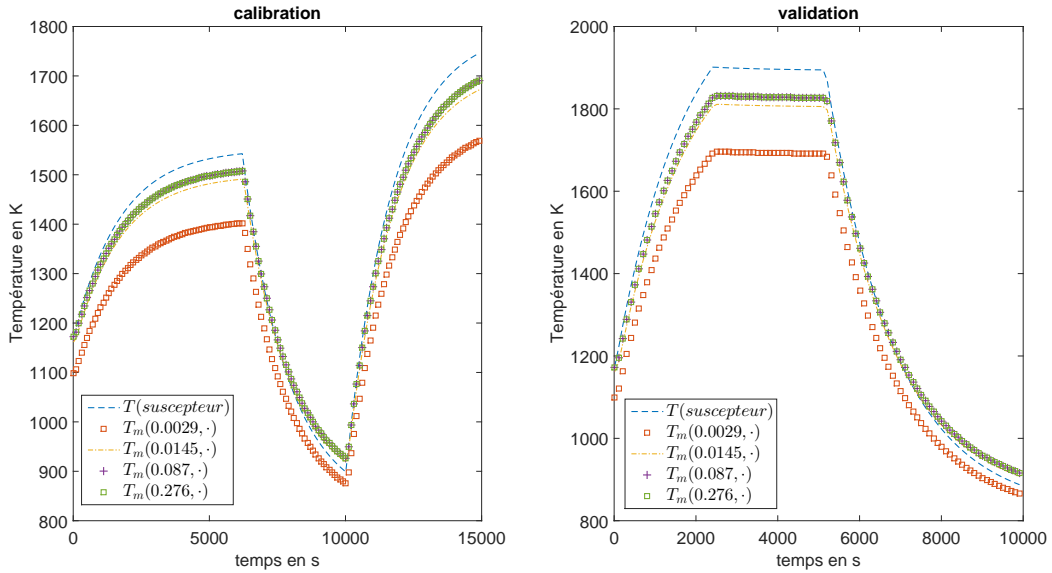 calibration
1800
1700
1600
1500
1400
1300
1200
1100
1000
900
800
Température en K
0
5000
10000
15000
temps en s
T(suscepteur)
T_m(0.0029, ·)
T_m(0.0145, ·)
T_m(0.087, ·)
T_m(0.276, ·)
validation
2000
1800
1600
1400
1200
1000
800
Température en K
0
2000
4000
6000
8000
10000
temps en s
T(suscepteur)
T_m(0.0029, ·)
T_m(0.0145, ·)
T_m(0.087, ·)
T_m(0.276, ·)